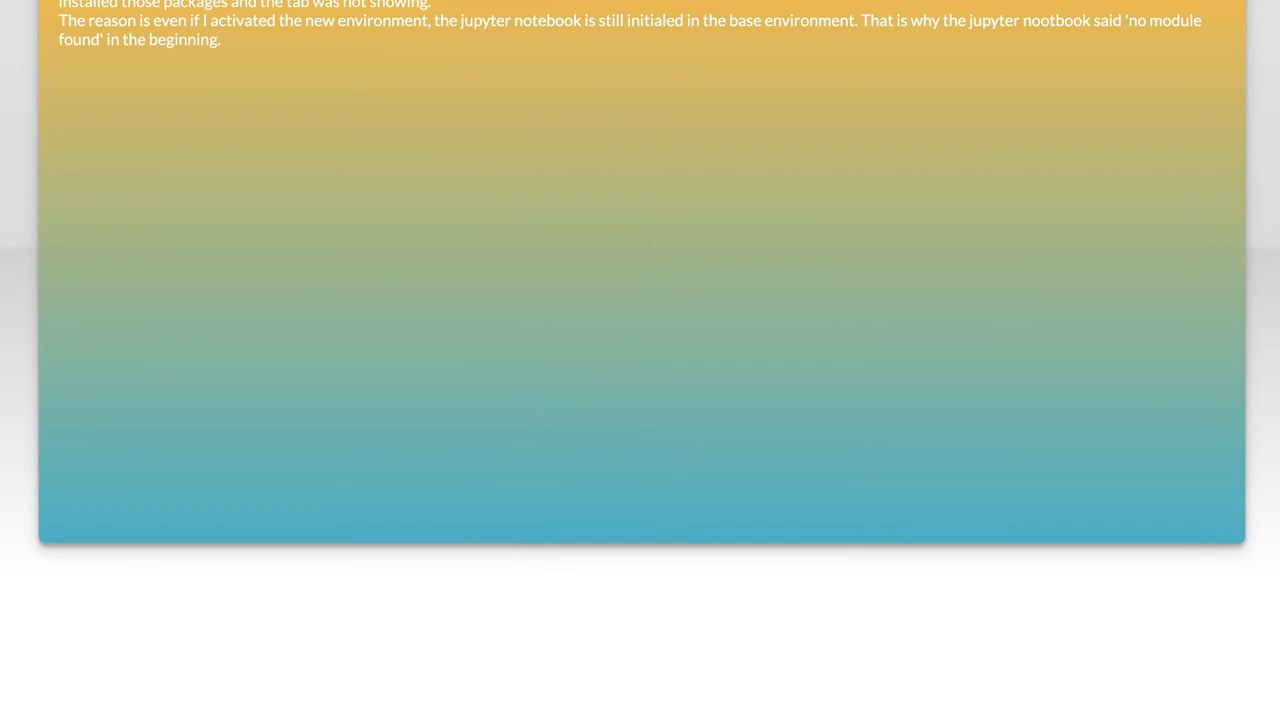 installed those packages and the tab was not showing.
The reason is even if I activated the new environment, the jupyter notebook is still initialed in the base environment. That is why the jupyter nootbook said 'no module
found' in the beginning.